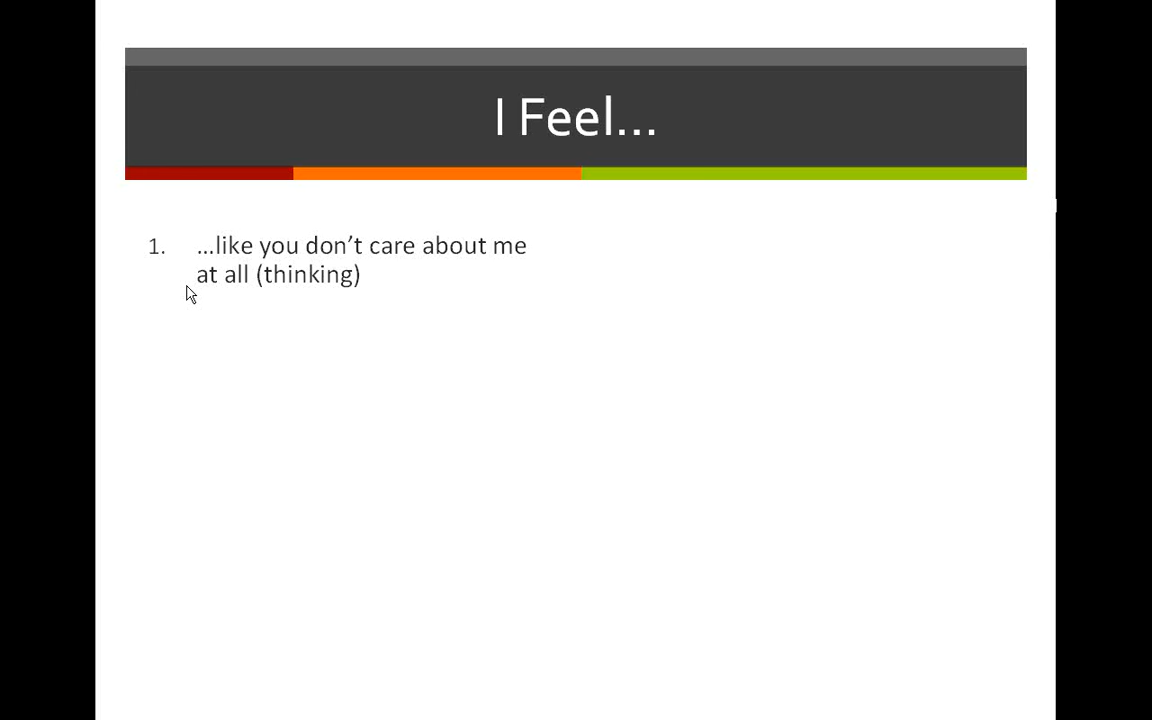 I Feel...
1. ...like you don’t care about me
at all (thinking)